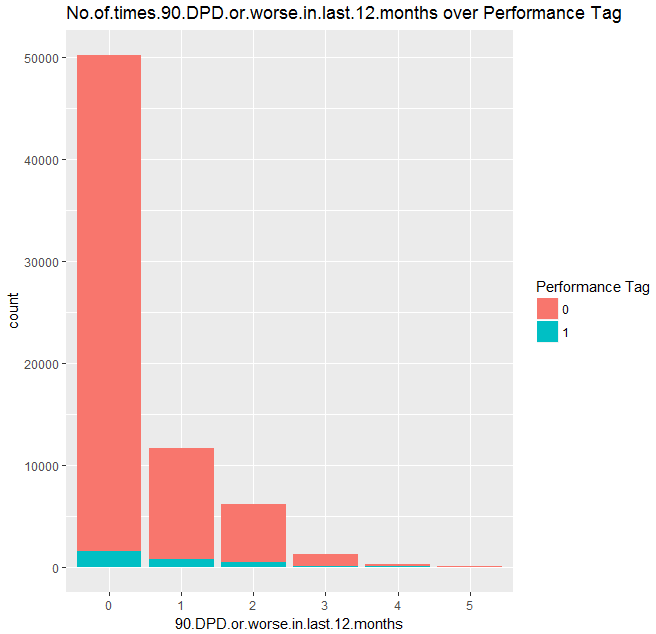 No.of.times.90.DPD.or.worse.in.last.12.months over Performance Tag
50000
40000
30000
20000
10000
0
count
0 1 2 3 4 5
90.DPD.or.worse.in.last.12.months
Performance Tag
0
1